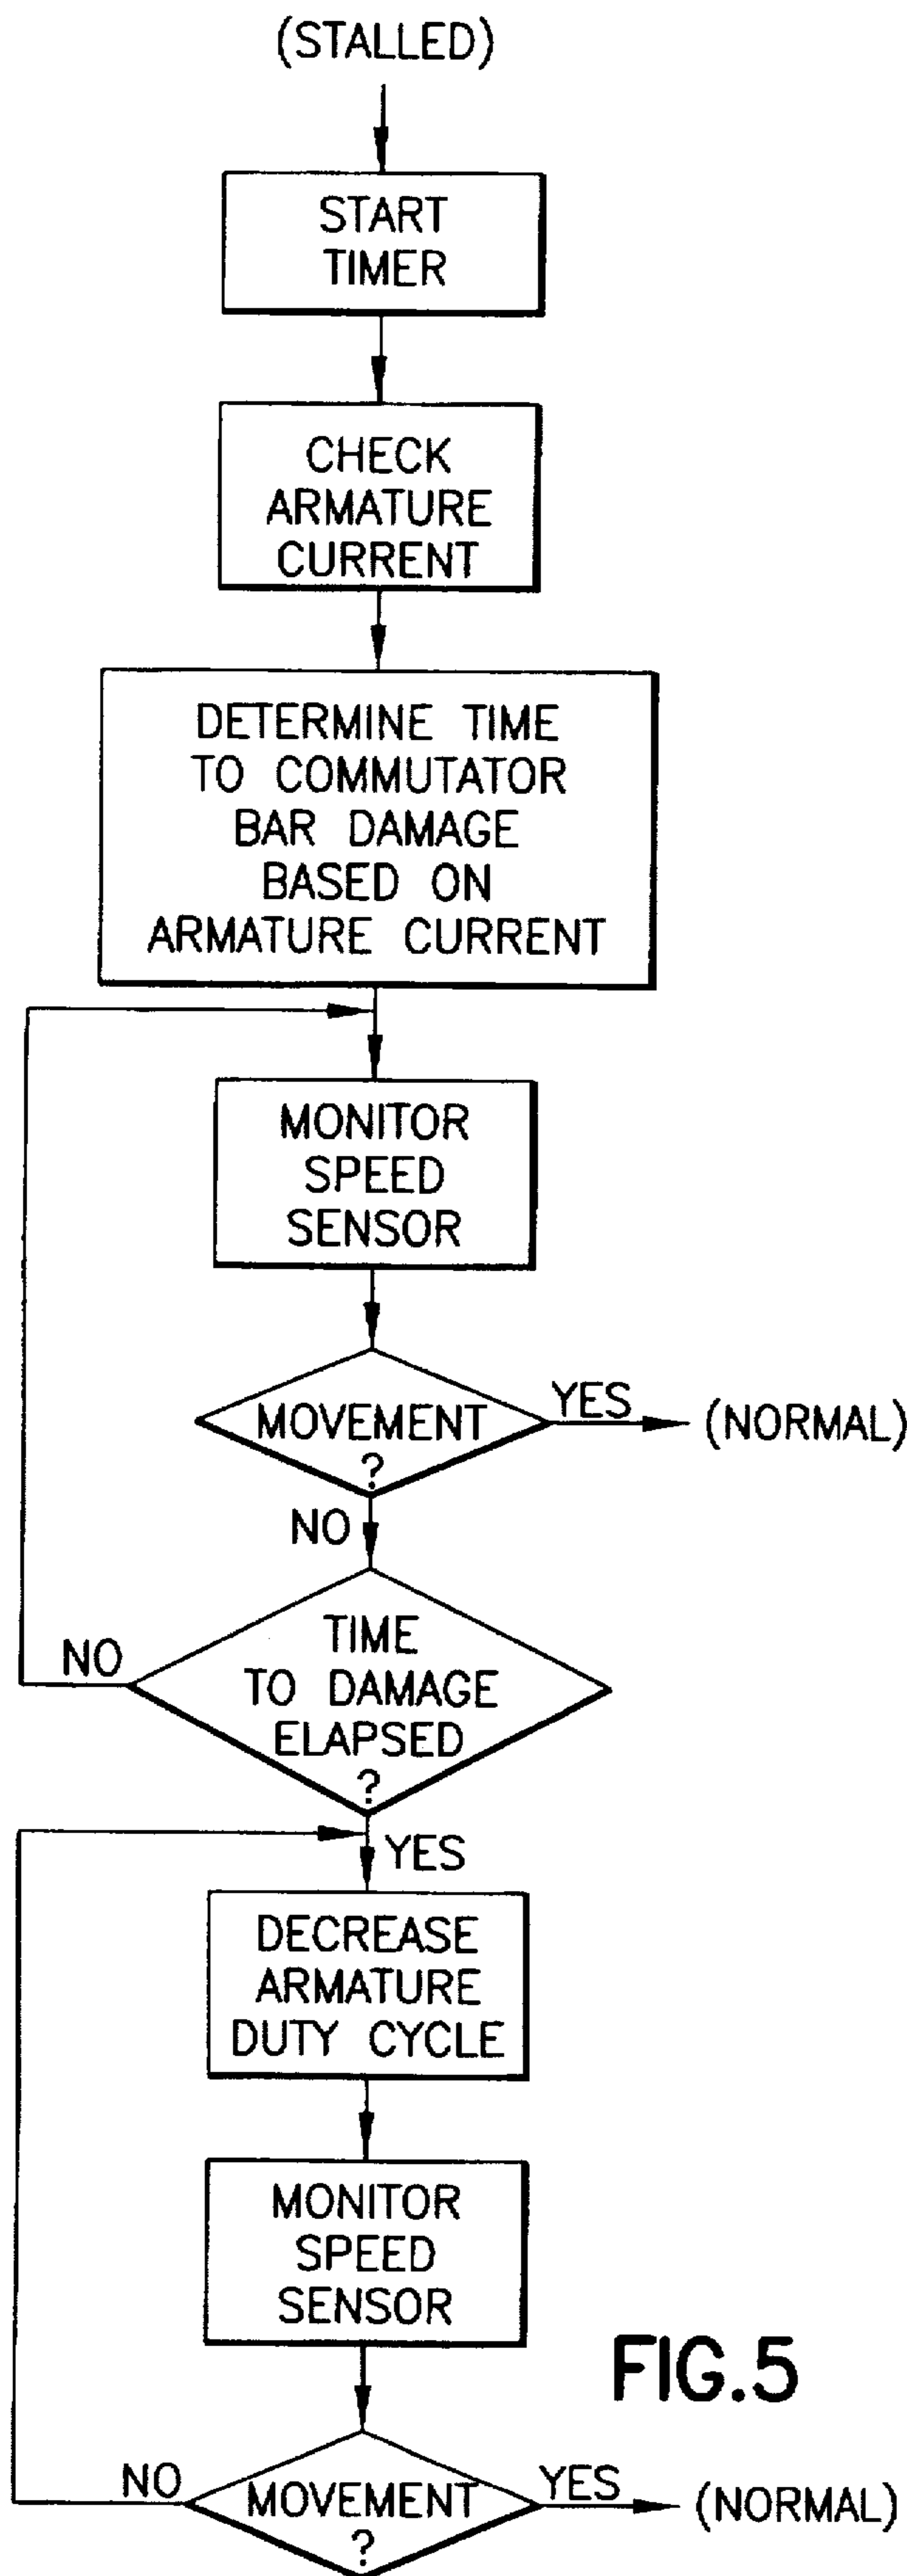 (STALLED)
START
TIMER
CHECK
ARMATURE
CURRENT
DETERMINE TIME
TO COMMUTATOR
BAR DAMAGE
BASED ON
ARMATURE CURRENT
MONITOR
SPEED
SENSOR
MOVEMENT
?
YES
(NORMAL)
NO
TIME
TO DAMAGE
ELAPSED
?
NO
YES
DECREASE
ARMATURE
DUTY CYCLE
MONITOR
SPEED
SENSOR
FIG.5
NO
MOVEMENT
?
YES
(NORMAL)